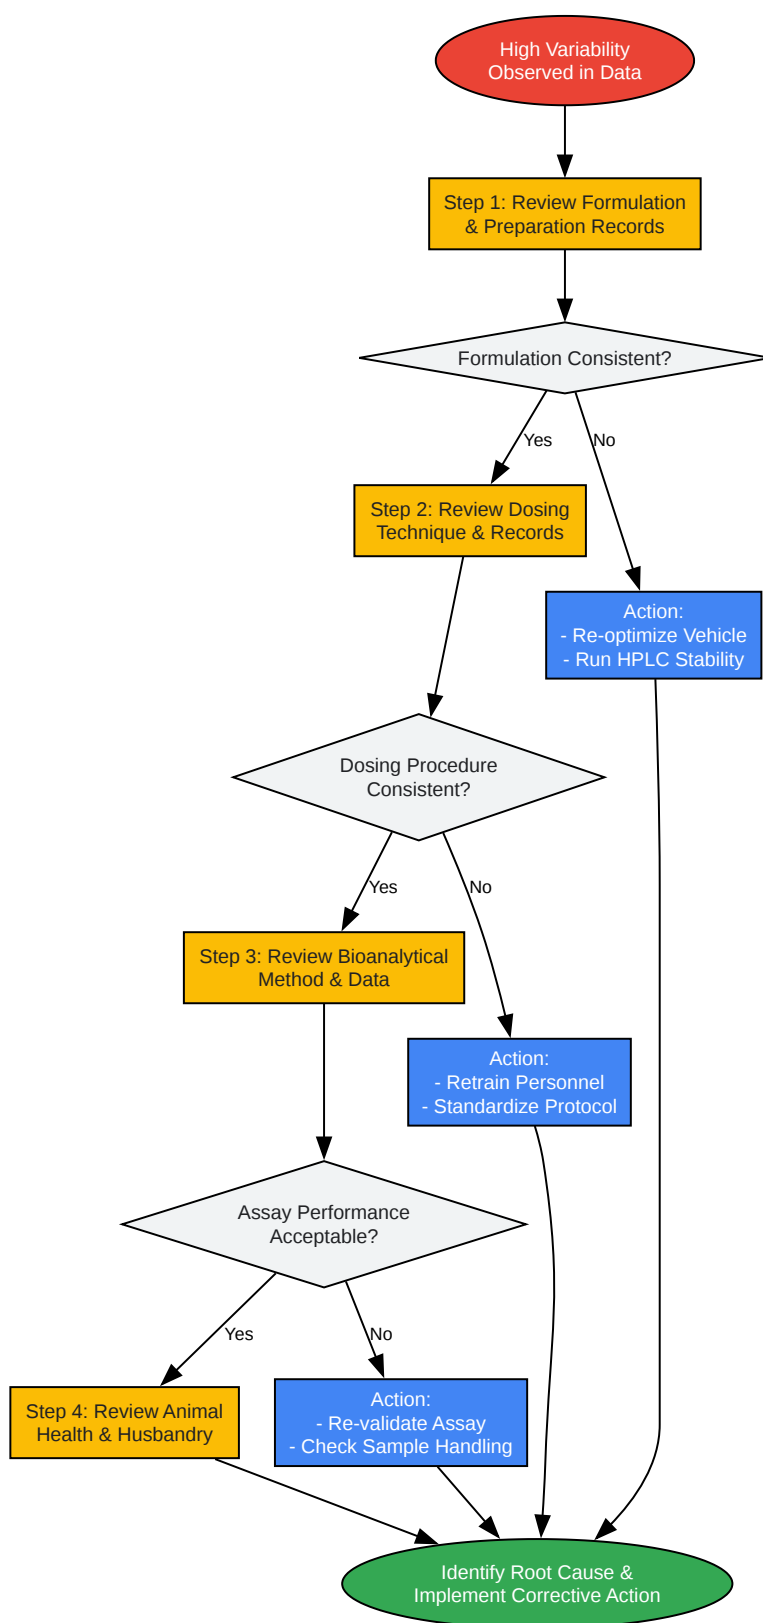 High Variability
Observed in Data
Step 1: Review Formulation
& Preparation Records
Formulation Consistent?
Yes
No
Step 2: Review Dosing
Technique & Records
Action:
- Re-optimize Vehicle
- Run HPLC Stability
Dosing Procedure
Consistent?
Yes
No
Step 3: Review Bioanalytical
Method & Data
Action:
- Retrain Personnel
- Standardize Protocol
Assay Performance
Acceptable?
Yes
No
Step 4: Review Animal
Health & Husbandry
Action:
- Re-validate Assay
- Check Sample Handling
Identify Root Cause &
Implement Corrective Action